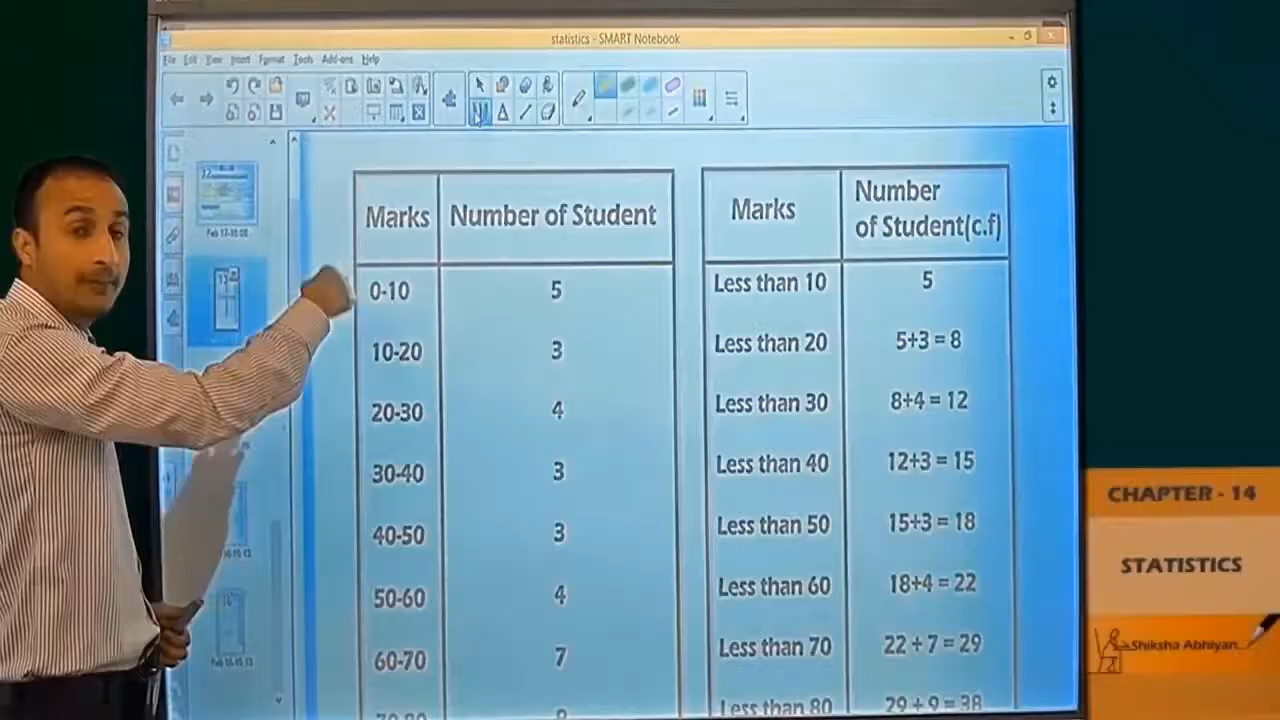 statistics - SMART Notebook
File Edit View Insert Format Tools Add-ons Help
Marks Number of Student
0-10 5
10-20 3
20-30 4
30-40 3
40-50 3
50-60 4
60-70 7
Marks Number
of Student(c.f)
Less than 10 5
Less than 20 5+3 = 8
Less than 30 8+4 = 12
Less than 40 12+3 = 15
Less than 50 15+3 = 18
Less than 60 18+4 = 22
Less than 70 22 + 7 = 29
Less than 80 29 + 9 = 38
CHAPTER - 14
STATISTICS
Shiksha Abhiyan